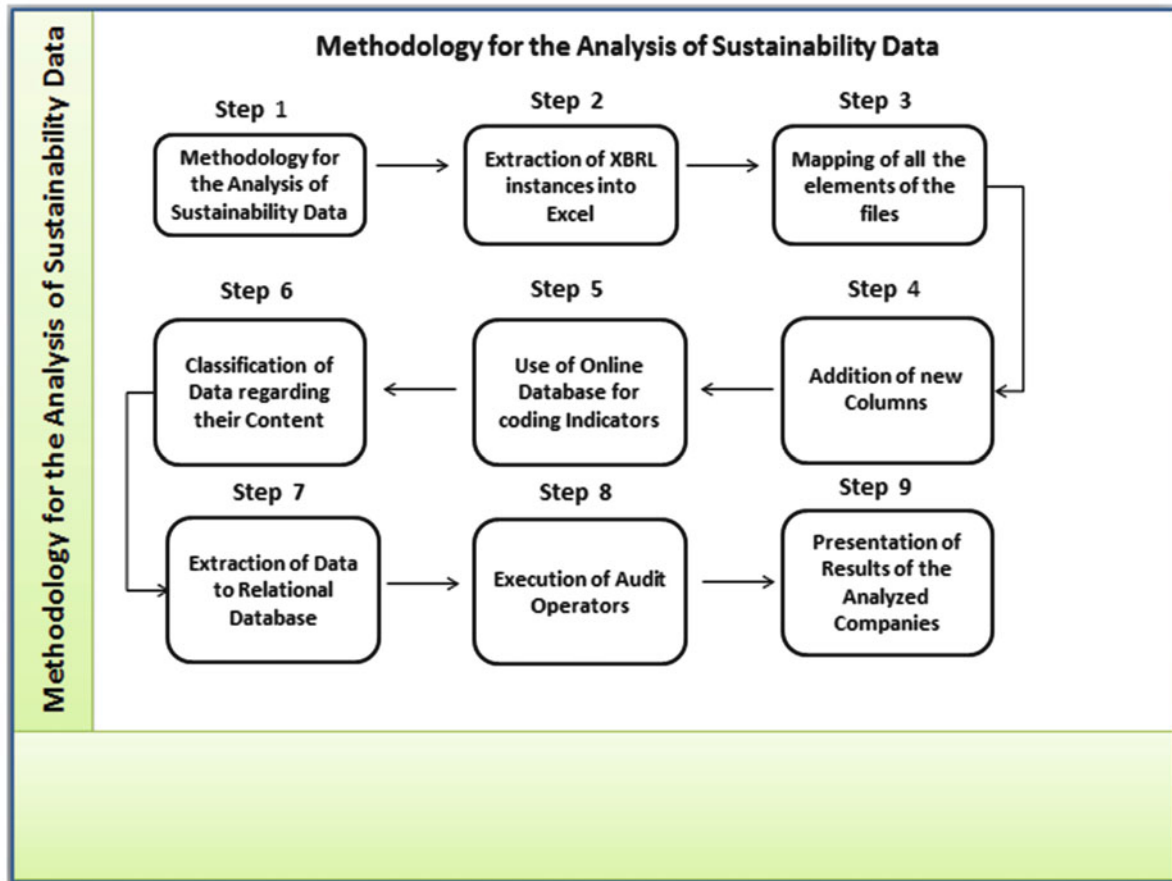 Methodology for the Analysis of Sustainability Data
Methodology for the Analysis of Sustainability Data
Step 1
Methodology for
the Analysis of
Sustainability Data
Step 2
Extraction of XBRL
instances into
Excel
Step 3
Mapping of all the
elements of the
files
Step 4
Addition of new
Columns
Step 5
Use of Online
Database for
coding Indicators
Step 6
Classification of
Data regarding
their Content
Step 7
Extraction of Data
to Relational
Database
Step 8
Execution of Audit
Operators
Step 9
Presentation of
Results of the
Analyzed
Companies